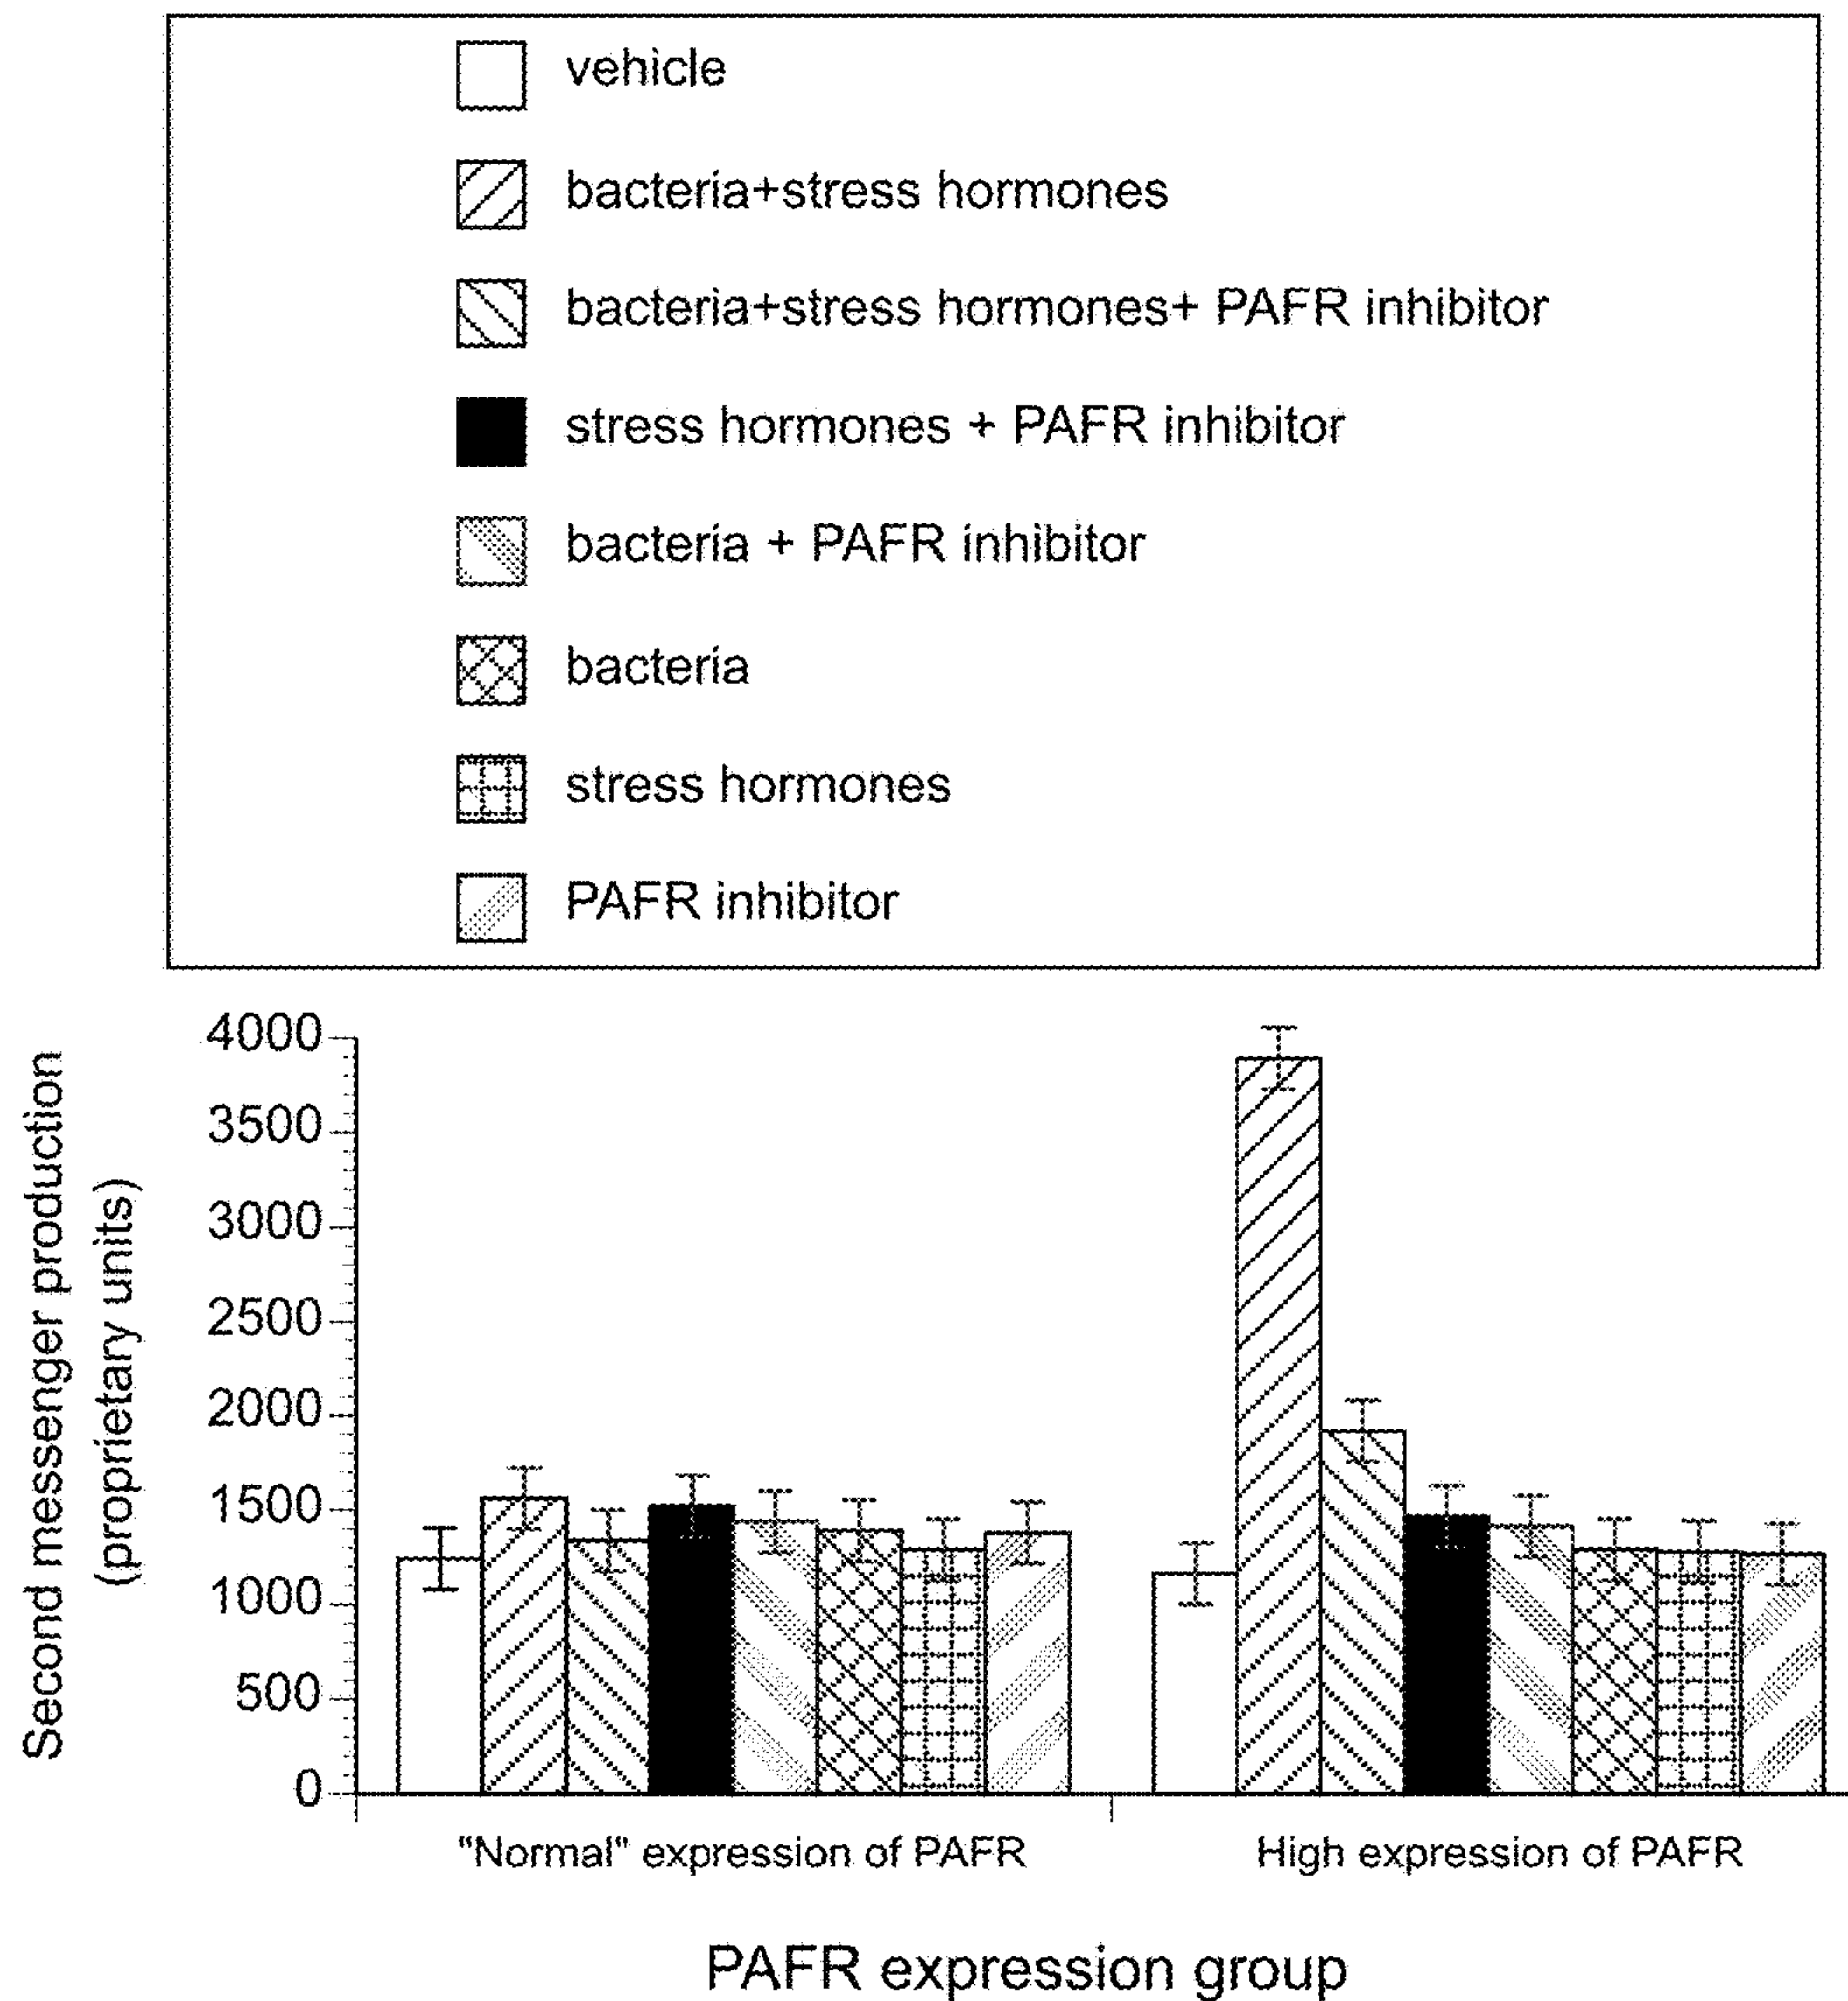 vehicle
bacteria+stress hormones
bacteria+stress hormones+ PAFR inhibitor
stress hormones + PAFR inhibitor
bacteria + PAFR inhibitor
bacteria
stress hormones
PAFR inhibitor
Second messenger production
(proprietary units)
4000
3500
3000
2500
2000
1500
1000
500
0
"Normal" expression of PAFR
High expression of PAFR
PAFR expression group